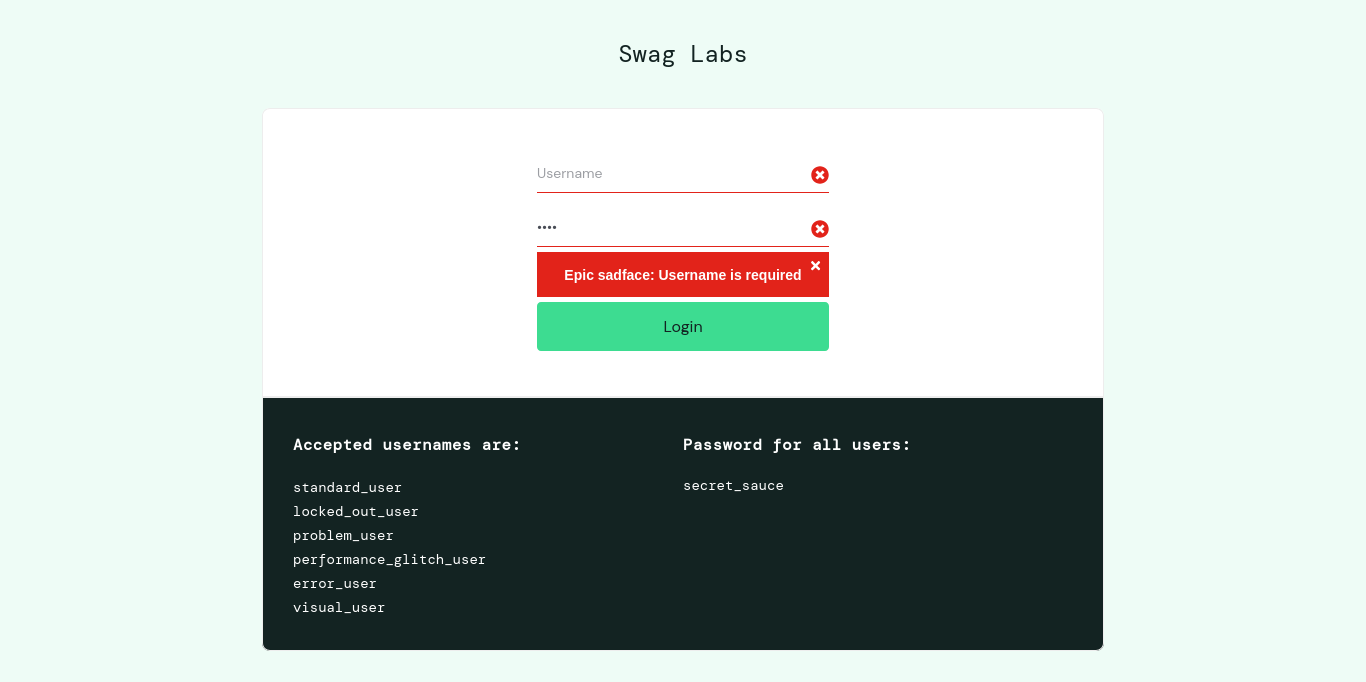 Swag Labs
Username
••••
Epic sadface: Username is required
Login
Accepted usernames are:
standard_user
locked_out_user
problem_user
performance_glitch_user
error_user
visual_user
Password for all users:
secret_sauce